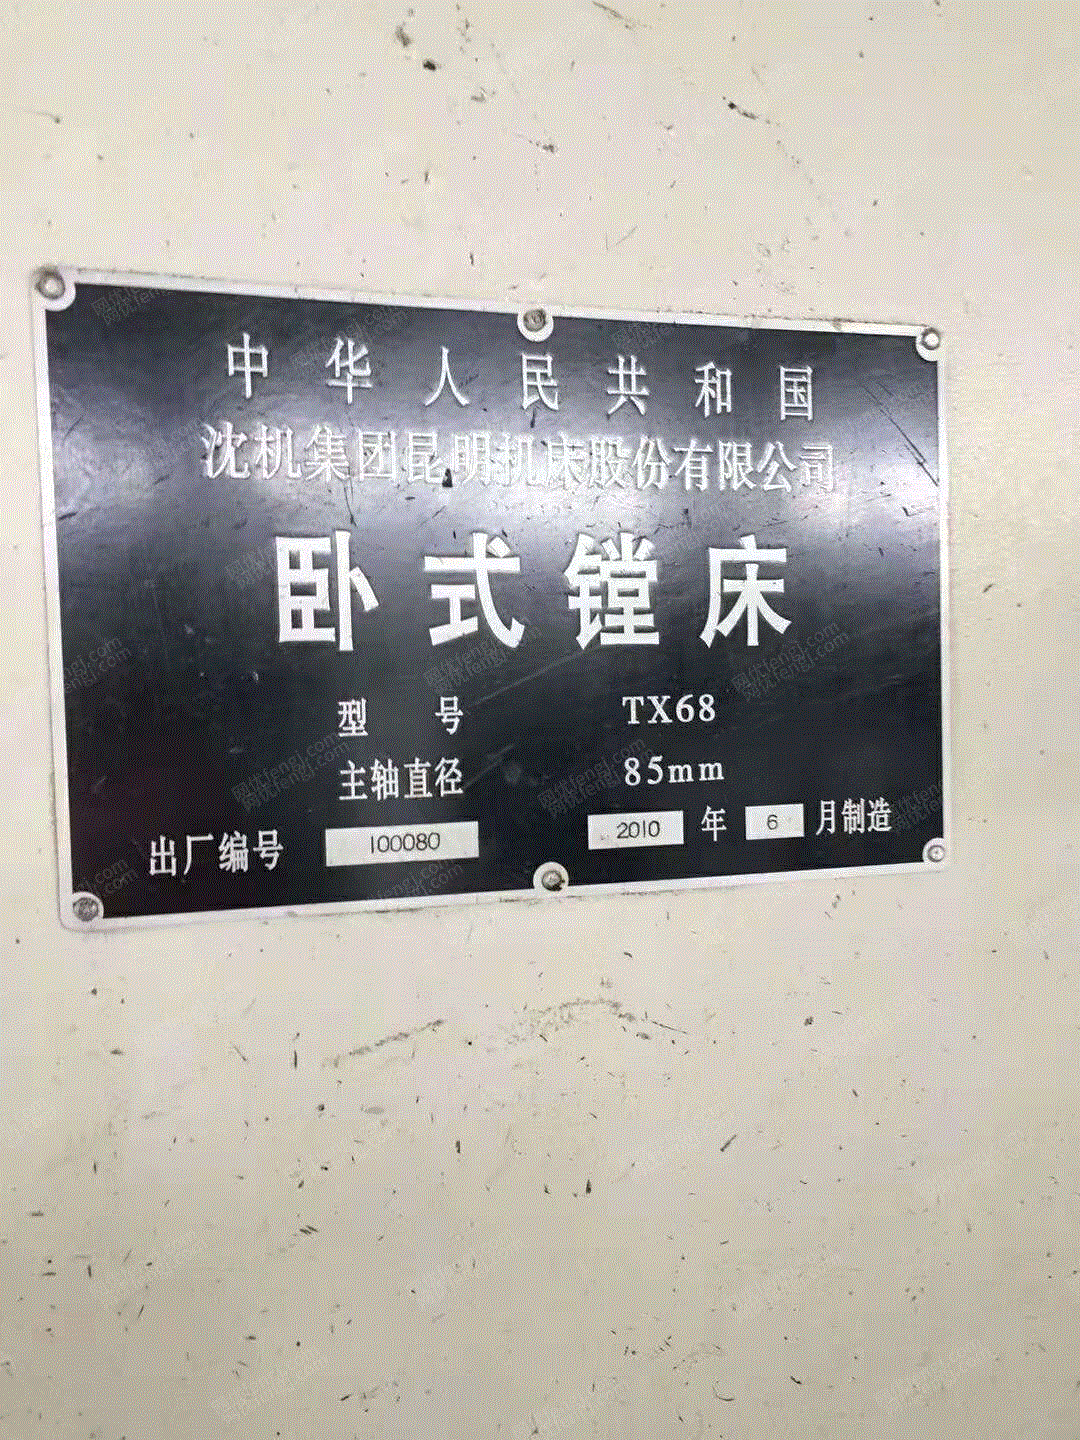 中华人民共和国
沈机集团昆明机床股份有限公司
卧式镗床
型号 TX68
主轴直径 85mm
出厂编号 100080 2010 年 6 月制造